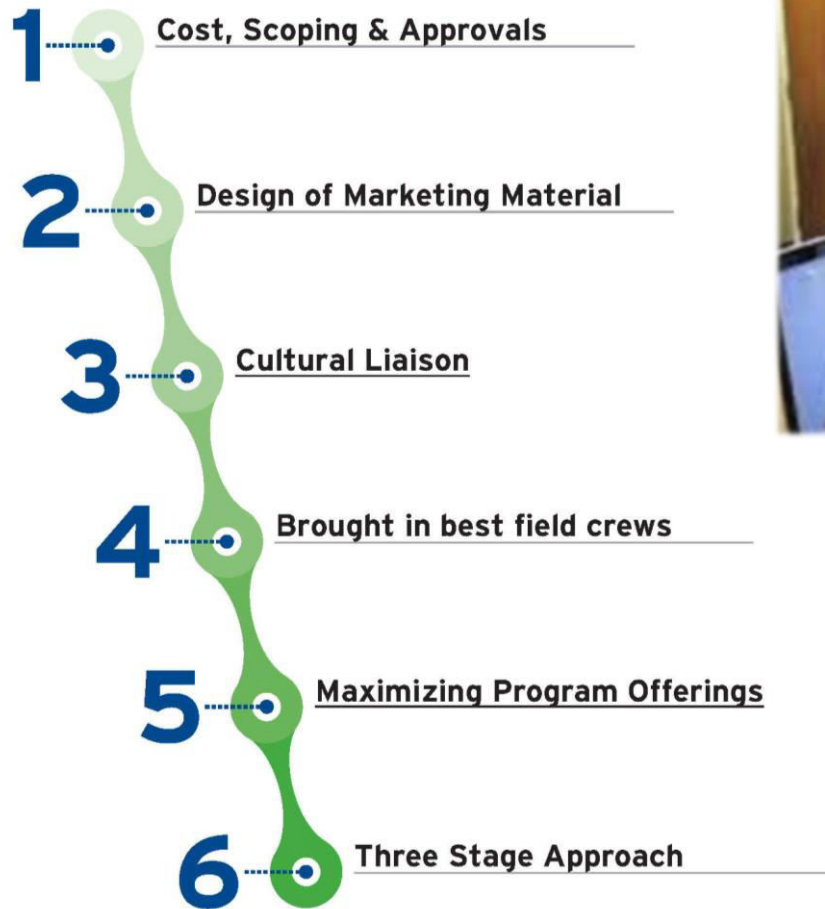 1 Cost, Scoping & Approvals
2 Design of Marketing Material
3 Cultural Liaison
4 Brought in best field crews
5 Maximizing Program Offerings
6 Three Stage Approach